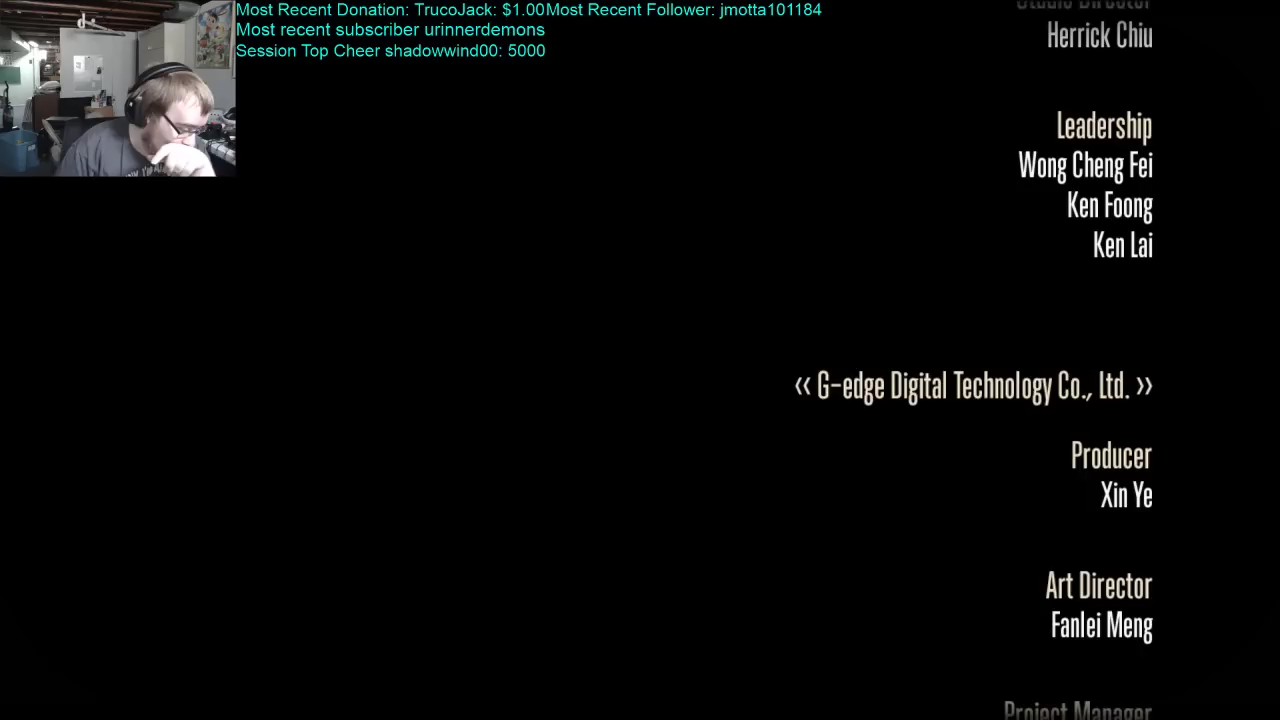 Most Recent Donation: TrucoJack: $1.00Most Recent Follower: jmotta101184
Most recent subscriber urinnerdemons
Session Top Cheer shadowwind00: 5000
Studio Director
Herrick Chiu
Leadership
Wong Cheng Fei
Ken Foong
Ken Lai
‹‹ G-edge Digital Technology Co., Ltd. ››
Producer
Xin Ye
Art Director
Fanlei Meng
Project Manager